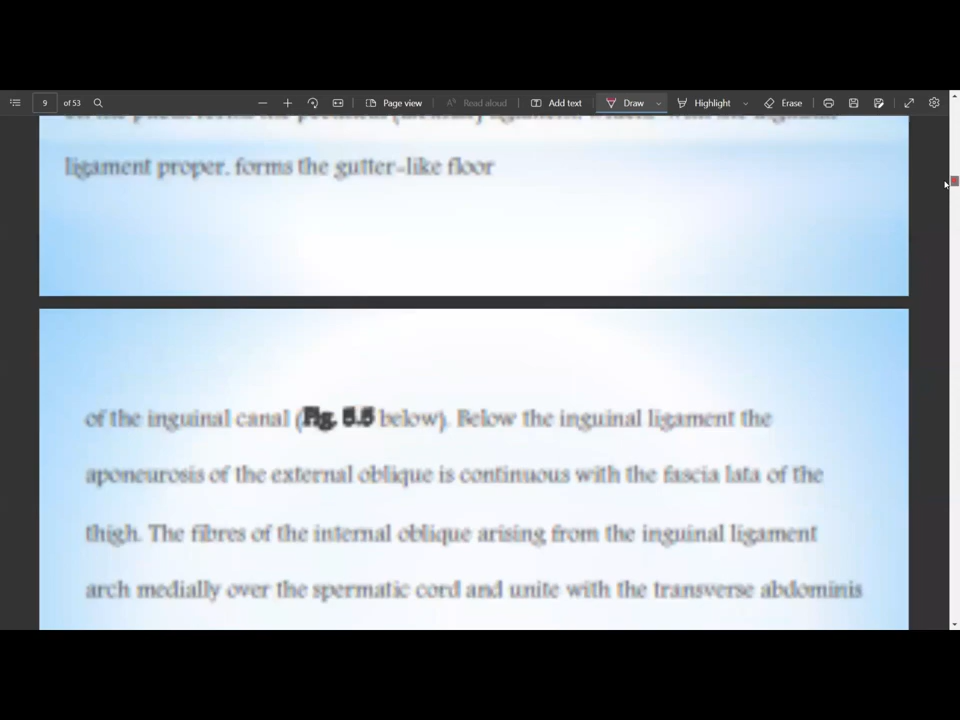 9 of 53 Page view Read aloud Add text Draw Highlight Erase
ligament proper, forms the gutter-like floor
of the inguinal canal (Fig. 5.5 below). Below the inguinal ligament the
aponeurosis of the external oblique is continuous with the fascia lata of the
thigh. The fibres of the internal oblique arising from the inguinal ligament
arch medially over the spermatic cord and unite with the transverse abdominis